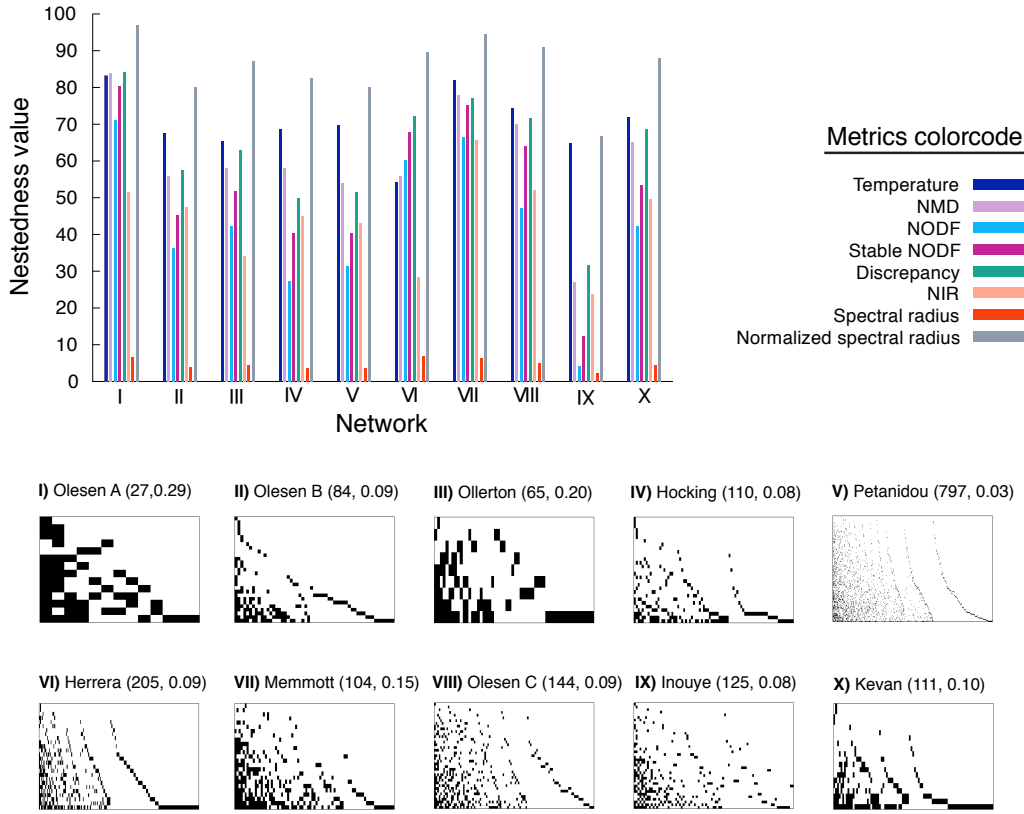 100
90
80
70
60
50
40
30
20
10
0
Nestedness value
I II III IV V VI VII VIII IX X
Network
Metrics colorcode
Temperature
NMD
NODF
Stable NODF
Discrepancy
NIR
Spectral radius
Normalized spectral radius
I) Olesen A (27,0.29)
II) Olesen B (84, 0.09)
III) Ollerton (65, 0.20)
IV) Hocking (110, 0.08)
V) Petanidou (797, 0.03)
VI) Herrera (205, 0.09)
VII) Memmott (104, 0.15)
VIII) Olesen C (144, 0.09)
IX) Inouye (125, 0.08)
X) Kevan (111, 0.10)